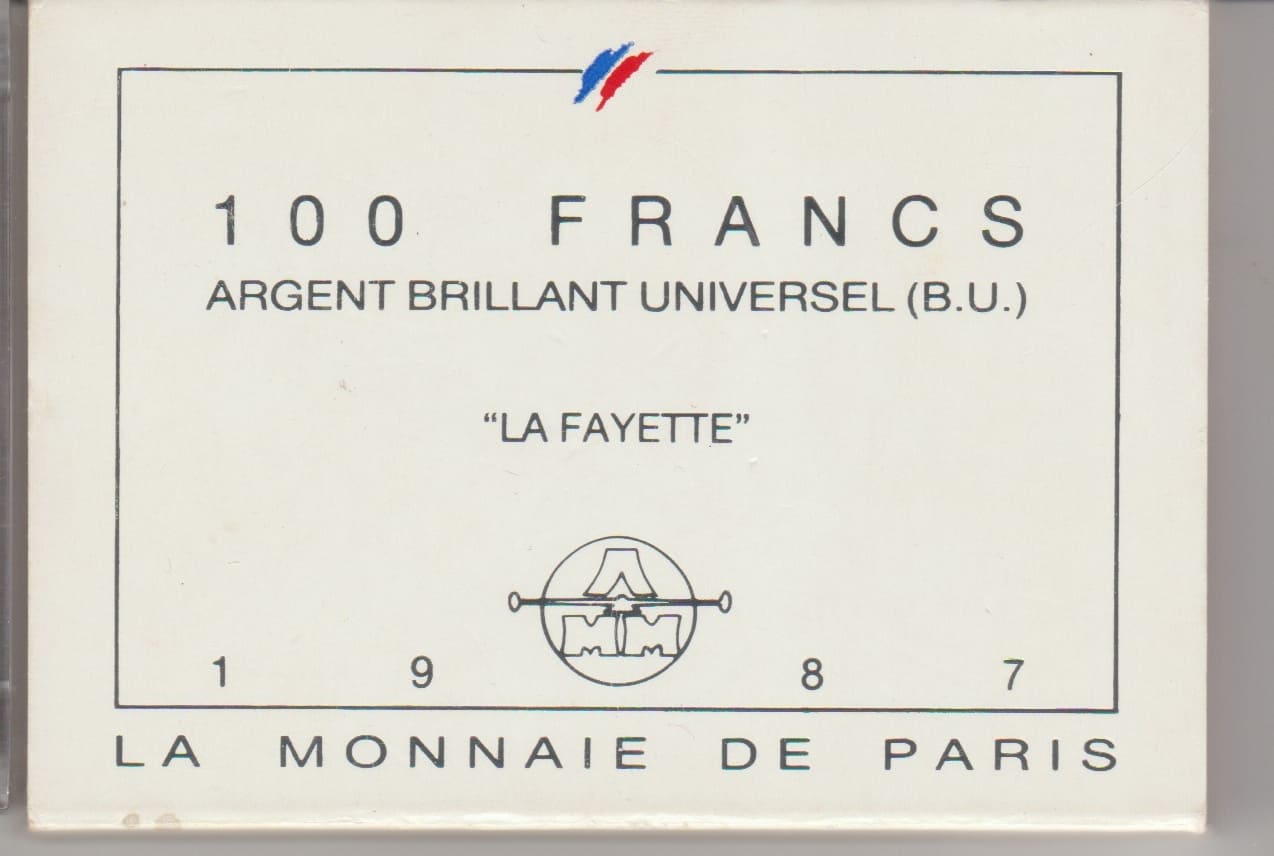 100 FRANCS
ARGENT BRILLANT UNIVERSEL (B.U.)
“LA FAYETTE”
1 9 8 7
LA MONNAIE DE PARIS